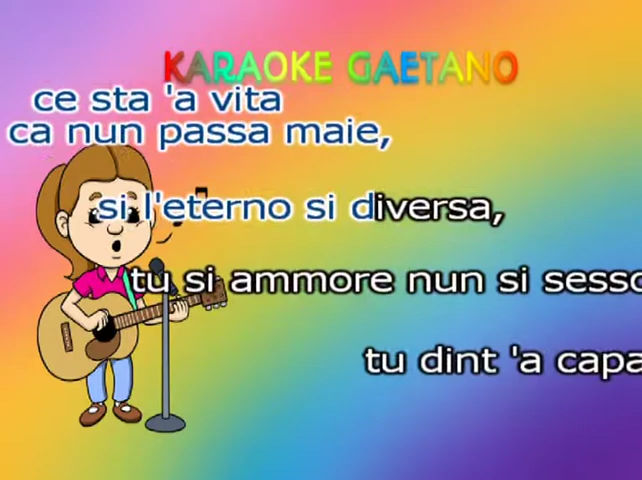 KARAOKE GAETANO
ce sta 'a vita
ca nun passa maie,
si l'eterno si diversa,
tu si ammore nun si sesso
tu dint 'a capa